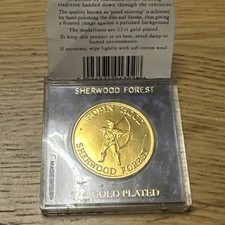 tradition handed down through the centuries.
The quality known as 'proof minting' is achieved
by hand polishing the dies and blanks, thus giving
a frosted image against a polished background
The medallions are 22ct gold plated.
To keep this product at its best, avoid damp or
humid environments.
If necessary, wipe lightly with soft cotton wool.
SHERWOOD FOREST
ROBIN HOOD
SHERWOOD FOREST
GOLD PLATED